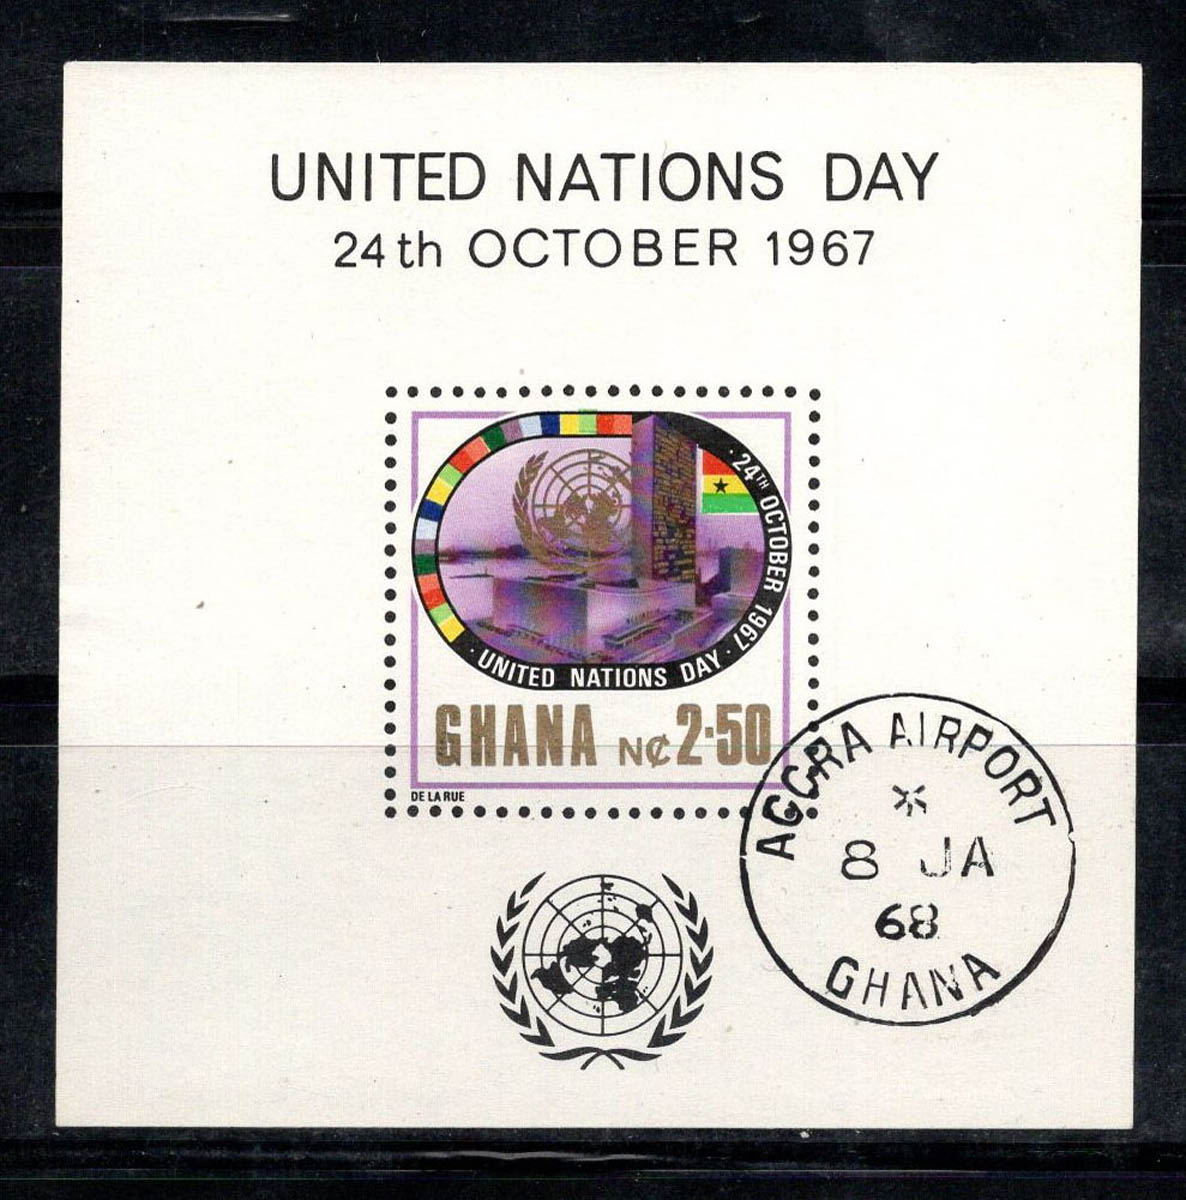 UNITED NATIONS DAY
24th OCTOBER 1967
· 24TH OCTOBER 1967 ·
· UNITED NATIONS DAY ·
GHANA N₵2·50
DE LA RUE
ACCRA AIRPORT
8 JA
68
GHANA